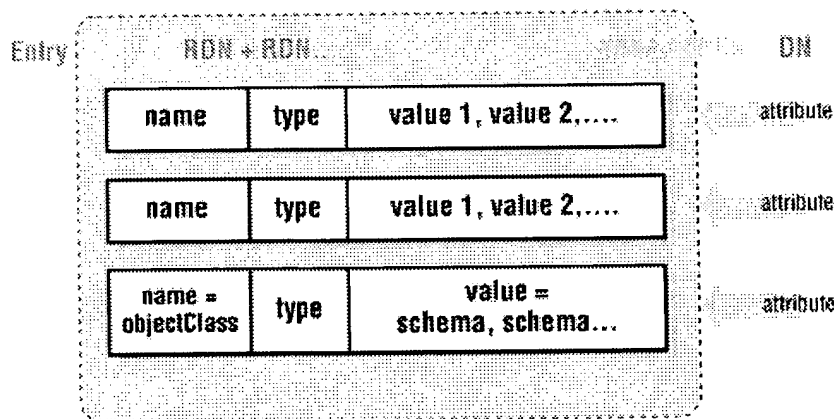 Entry RDN + RDN... DN
name type value 1, value 2,.... attribute
name type value 1, value 2,.... attribute
name = objectClass type value = schema, schema... attribute